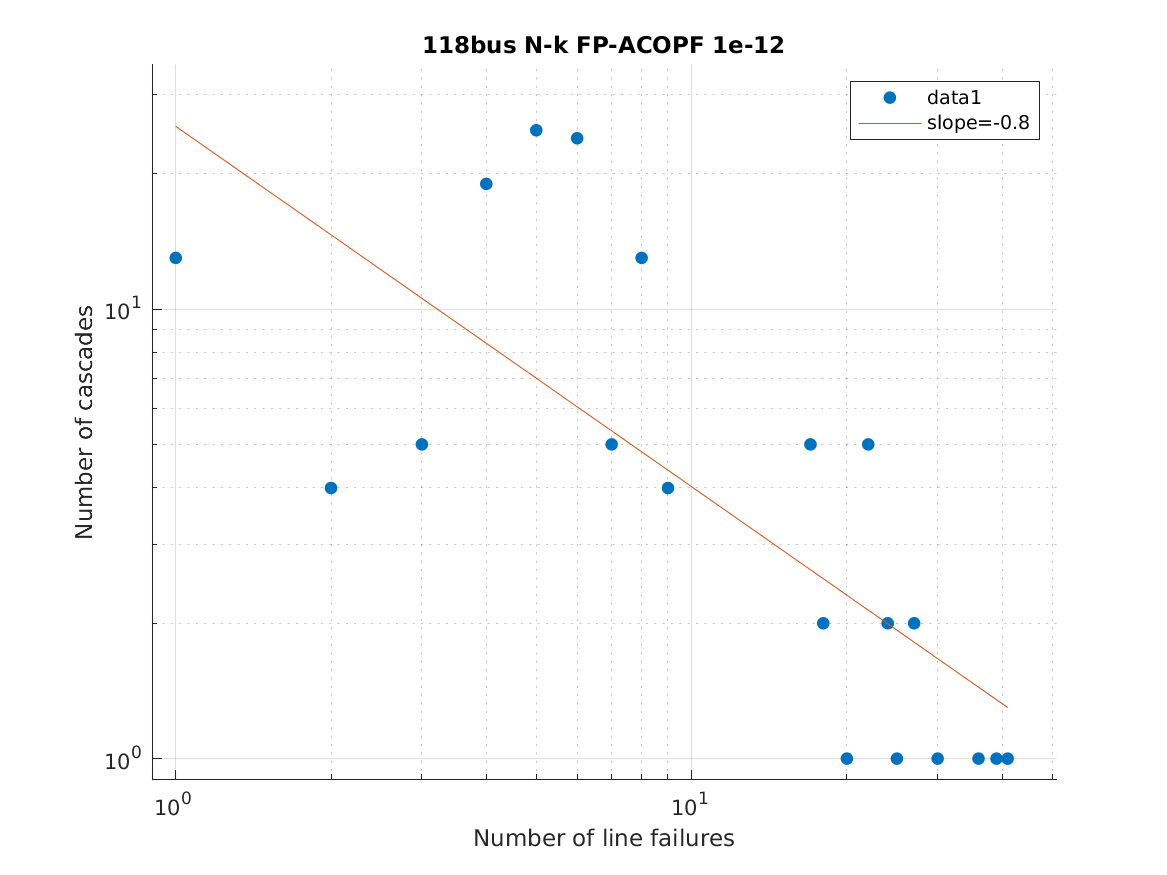 118bus N-k FP-ACOPF 1e-12
data1
slope=-0.8
Number of cascades
10^1
10^0
10^0
10^1
Number of line failures